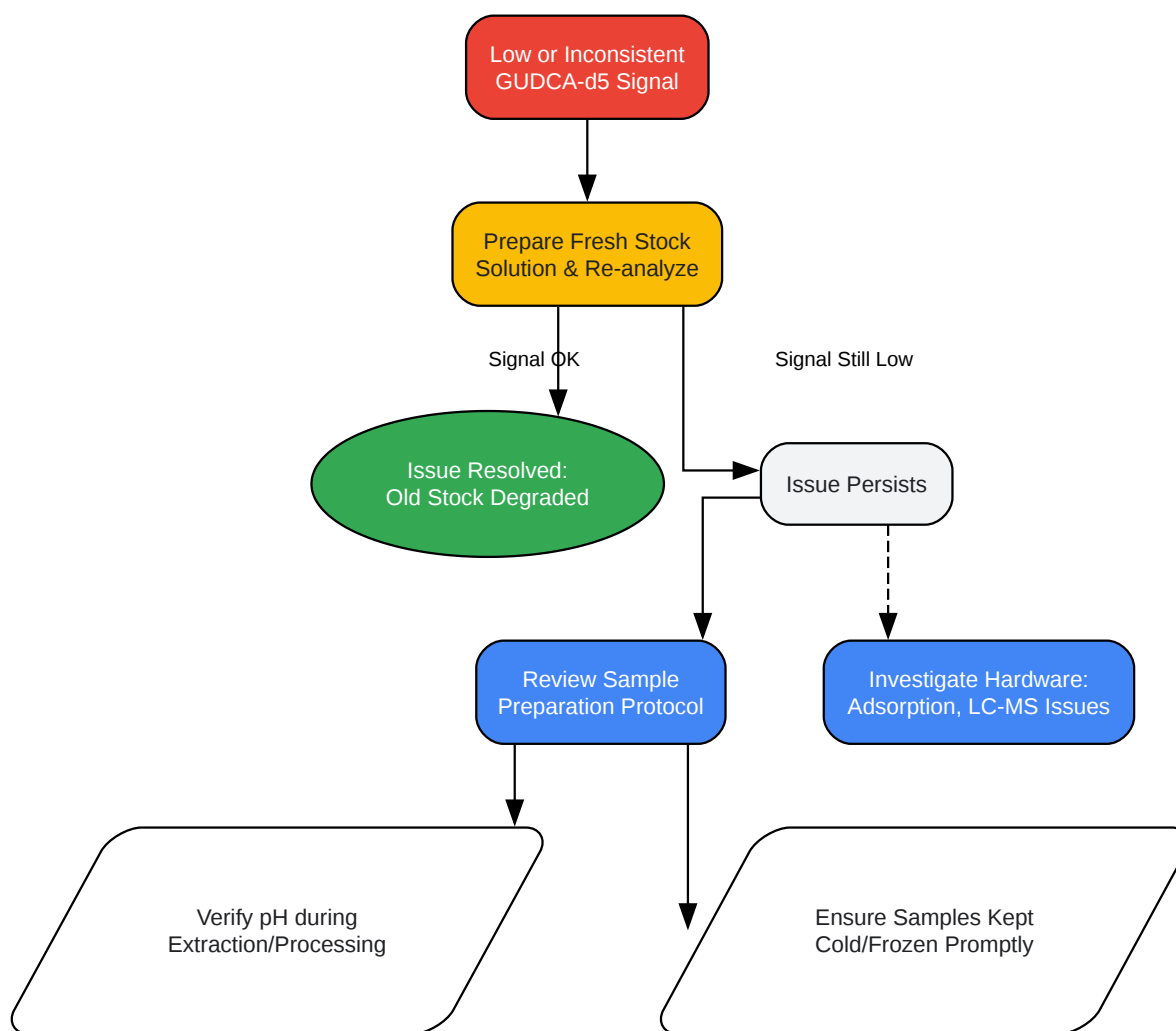 Low or Inconsistent
GUDCA-d5 Signal
Prepare Fresh Stock
Solution & Re-analyze
Signal OK
Signal Still Low
Issue Resolved:
Old Stock Degraded
Issue Persists
Review Sample
Preparation Protocol
Investigate Hardware:
Adsorption, LC-MS Issues
Verify pH during
Extraction/Processing
Ensure Samples Kept
Cold/Frozen Promptly